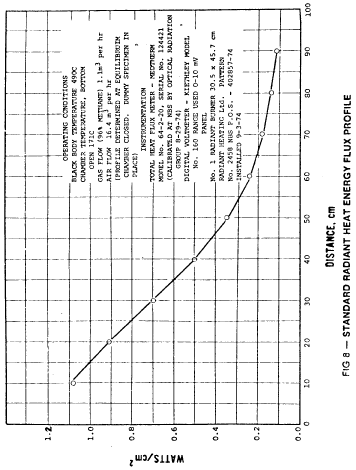 OPERATING CONDITIONS
BLACK BODY TEMPERATURE 490C
CHAMBER TEMPERATURE, BOTTOM
OPEN 171C
GAS FLOW (96% METHANE) 1.1m³ per hr
AIR FLOW 11.4 m³ per hr
(PROFILE DETERMINED AT EQUILIBRUIM
CHAMBER CLOSED. DUMMY SPECIMEN IN
PLACE)
INSTRUMENTATION
TOTAL HEAT FLUX METER - MEDTHERM
MODEL No. 64-2-20, SERIAL No. 124421
(CALIBRATED AT NBS BY OPTICAL RADIATION
GROUP 8-29-74)
DIGITAL VOLTMETER - KIETHLEY MODEL
No. 160 RANGE USED 0-10 mV
PANEL
No. 1 RADIANT BURNER 30.5 x 45.7 cm
RADIANT HEATING Ltd. PATTERN
No. 2458 NBS P.O.S. - 402857-74
INSTALLED 9-3-74
WATTS/cm²
1.2
1.0
0.8
0.6
0.4
0.2
0.0
0
10
20
30
40
50
60
70
80
90
100
DISTANCE, cm
FIG 8 — STANDARD RADIANT HEAT ENERGY FLUX PROFILE